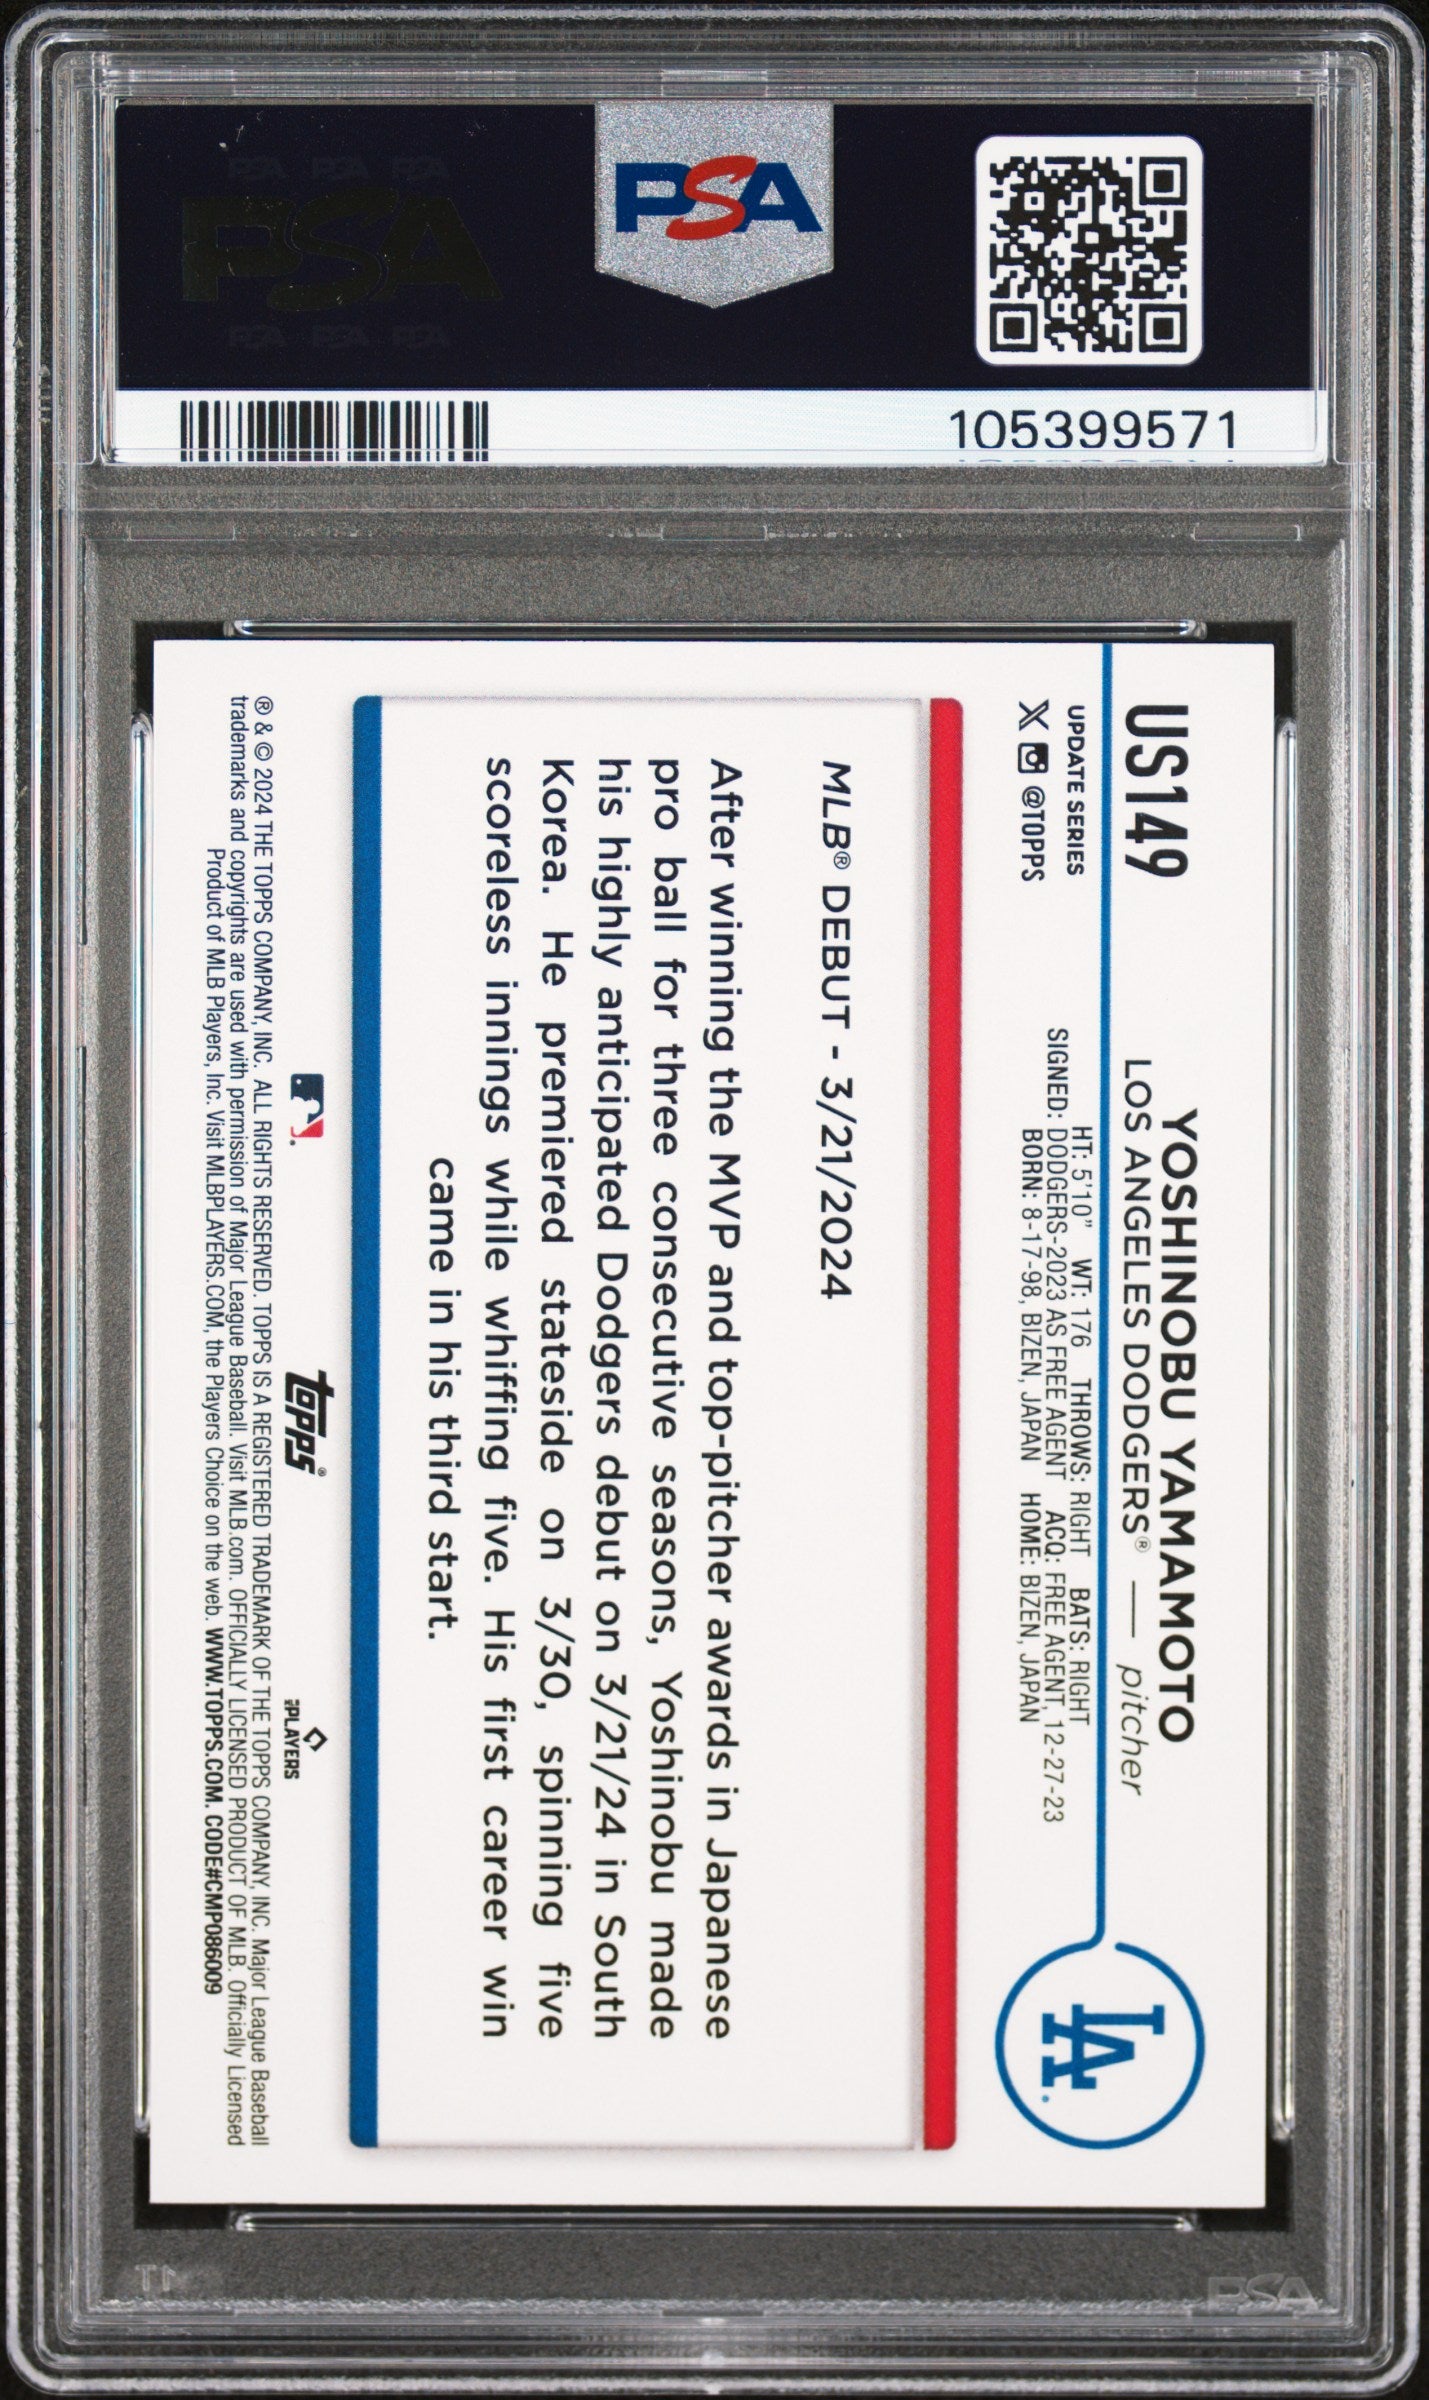 PSA
PSA PSA PSA
PSA
PSA PSA PSA
105399571
US149
YOSHINOBU YAMAMOTO
LOS ANGELES DODGERS® — pitcher
UPDATE SERIES
X @TOPPS
HT: 5'10" WT: 176 THROWS: RIGHT BATS: RIGHT
SIGNED: DODGERS-2023 AS FREE AGENT ACQ: FREE AGENT, 12-27-23
BORN: 8-17-98, BIZEN, JAPAN HOME: BIZEN, JAPAN
LA
MLB® DEBUT - 3/21/2024
After winning the MVP and top-pitcher awards in Japanese
pro ball for three consecutive seasons, Yoshinobu made
his highly anticipated Dodgers debut on 3/21/24 in South
Korea. He premiered stateside on 3/30, spinning five
scoreless innings while whiffing five. His first career win
came in his third start.
topps®
PLAYERS
® & © 2024 THE TOPPS COMPANY, INC. ALL RIGHTS RESERVED. TOPPS IS A REGISTERED TRADEMARK OF THE TOPPS COMPANY, INC. Major League Baseball
trademarks and copyrights are used with permission of Major League Baseball. Visit MLB.com. OFFICIALLY LICENSED PRODUCT OF MLB. Officially Licensed
Product of MLB Players, Inc. Visit MLBPLAYERS.COM, the Players Choice on the web. WWW.TOPPS.COM. CODE#CMP086009
PSA